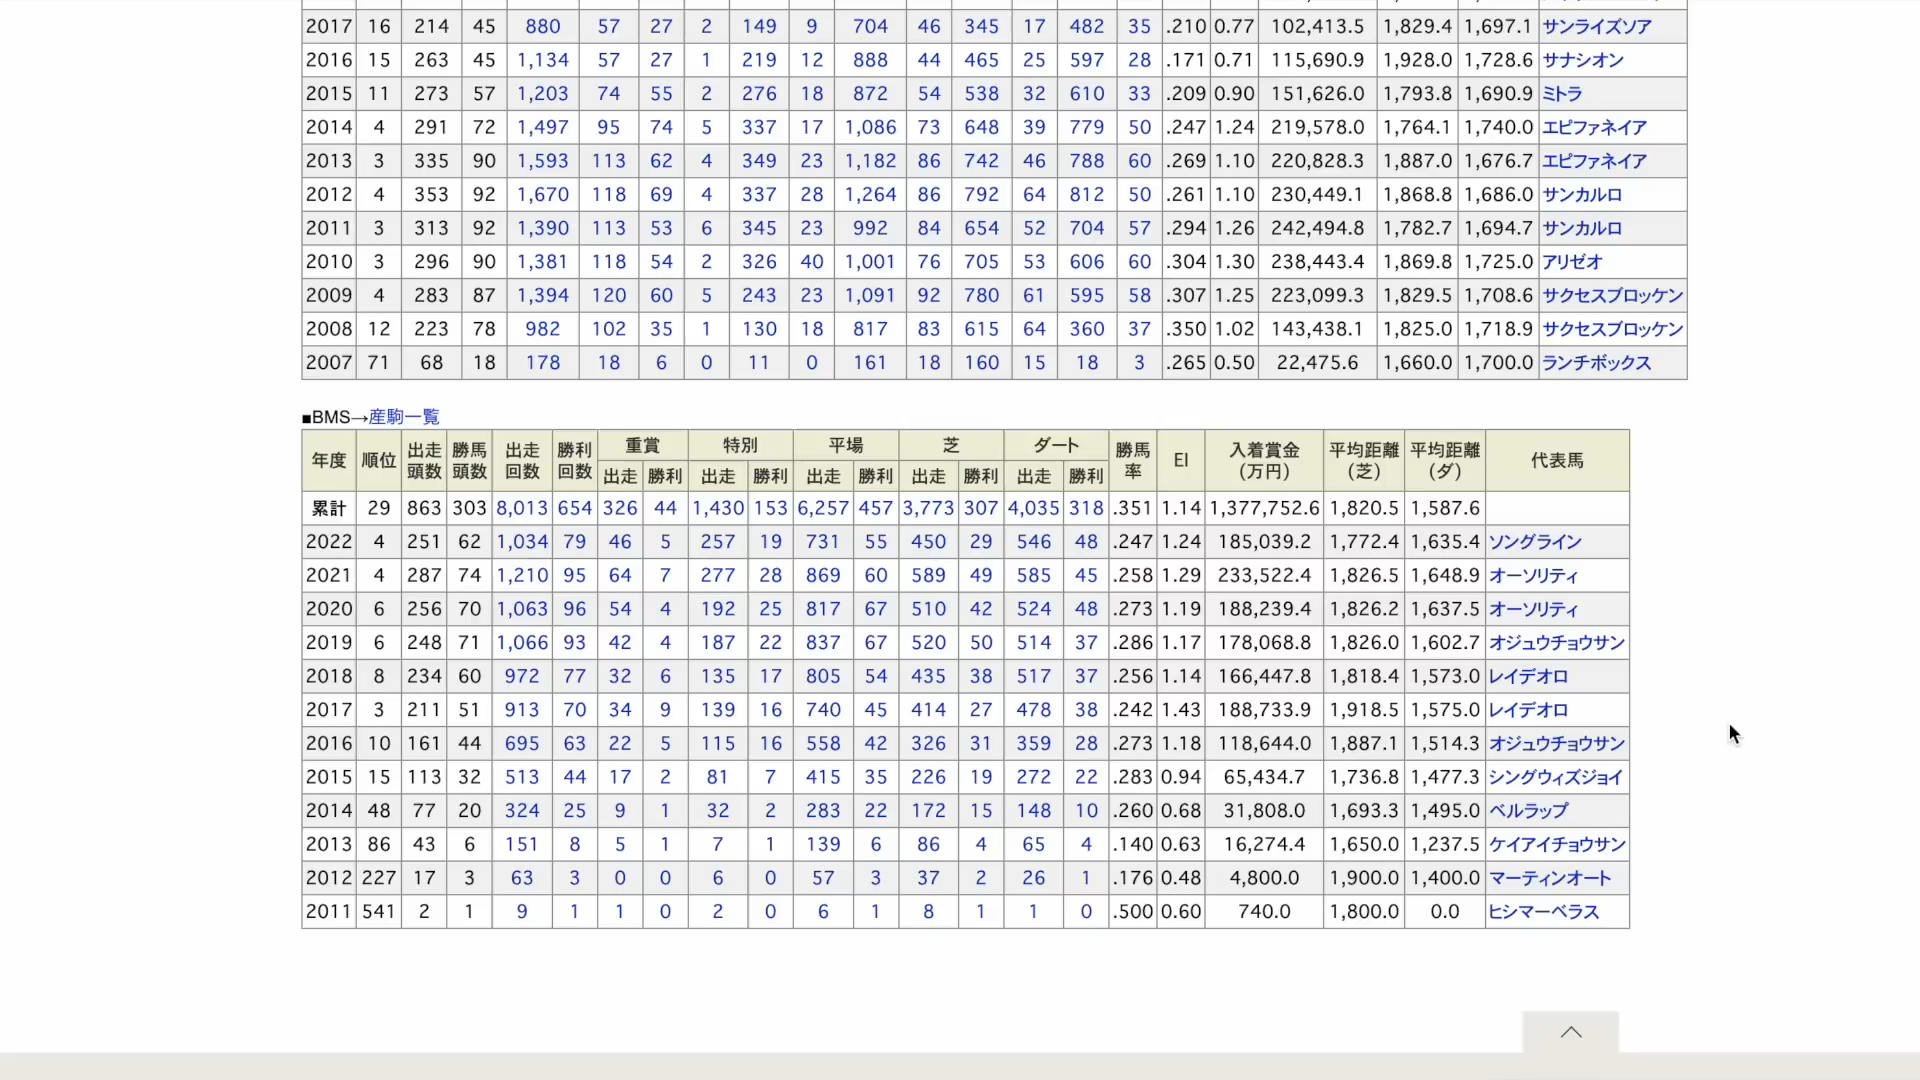 2017 16 214 45 880 57 27 2 149 9 704 46 345 17 482 35 .210 0.77 102,413.5 1,829.4 1,697.1 サンライズソア
2016 15 263 45 1,134 57 27 1 219 12 888 44 465 25 597 28 .171 0.71 115,690.9 1,928.0 1,728.6 サナシオン
2015 11 273 57 1,203 74 55 2 276 18 872 54 538 32 610 33 .209 0.90 151,626.0 1,793.8 1,690.9 ミトラ
2014 4 291 72 1,497 95 74 5 337 17 1,086 73 648 39 779 50 .247 1.24 219,578.0 1,764.1 1,740.0 エピファネイア
2013 3 335 90 1,593 113 62 4 349 23 1,182 86 742 46 788 60 .269 1.10 220,828.3 1,887.0 1,676.7 エピファネイア
2012 4 353 92 1,670 118 69 4 337 28 1,264 86 792 64 812 50 .261 1.10 230,449.1 1,868.8 1,686.0 サンカルロ
2011 3 313 92 1,390 113 53 6 345 23 992 84 654 52 704 57 .294 1.26 242,494.8 1,782.7 1,694.7 サンカルロ
2010 3 296 90 1,381 118 54 2 326 40 1,001 76 705 53 606 60 .304 1.30 238,443.4 1,869.8 1,725.0 アリゼオ
2009 4 283 87 1,394 120 60 5 243 23 1,091 92 780 61 595 58 .307 1.25 223,099.3 1,829.5 1,708.6 サクセスブロッケン
2008 12 223 78 982 102 35 1 130 18 817 83 615 64 360 37 .350 1.02 143,438.1 1,825.0 1,718.9 サクセスブロッケン
2007 71 68 18 178 18 6 0 11 0 161 18 160 15 18 3 .265 0.50 22,475.6 1,660.0 1,700.0 ランチボックス
■BMS→産駒一覧
年度 順位 出走頭数 勝馬頭数 出走回数 勝利回数 重賞 特別 平場 芝 ダート 勝馬率 EI 入着賞金(万円) 平均距離(芝) 平均距離(ダ) 代表馬
出走 勝利 出走 勝利 出走 勝利 出走 勝利 出走 勝利
累計 29 863 303 8,013 654 326 44 1,430 153 6,257 457 3,773 307 4,035 318 .351 1.14 1,377,752.6 1,820.5 1,587.6
2022 4 251 62 1,034 79 46 5 257 19 731 55 450 29 546 48 .247 1.24 185,039.2 1,772.4 1,635.4 ソングライン
2021 4 287 74 1,210 95 64 7 277 28 869 60 589 49 585 45 .258 1.29 233,522.4 1,826.5 1,648.9 オーソリティ
2020 6 256 70 1,063 96 54 4 192 25 817 67 510 42 524 48 .273 1.19 188,239.4 1,826.2 1,637.5 オーソリティ
2019 6 248 71 1,066 93 42 4 187 22 837 67 520 50 514 37 .286 1.17 178,068.8 1,826.0 1,602.7 オジュウチョウサン
2018 8 234 60 972 77 32 6 135 17 805 54 435 38 517 37 .256 1.14 166,447.8 1,818.4 1,573.0 レイデオロ
2017 3 211 51 913 70 34 9 139 16 740 45 414 27 478 38 .242 1.43 188,733.9 1,918.5 1,575.0 レイデオロ
2016 10 161 44 695 63 22 5 115 16 558 42 326 31 359 28 .273 1.18 118,644.0 1,887.1 1,514.3 オジュウチョウサン
2015 15 113 32 513 44 17 2 81 7 415 35 226 19 272 22 .283 0.94 65,434.7 1,736.8 1,477.3 シングウィズジョイ
2014 48 77 20 324 25 9 1 32 2 283 22 172 15 148 10 .260 0.68 31,808.0 1,693.3 1,495.0 ベルラップ
2013 86 43 6 151 8 5 1 7 1 139 6 86 4 65 4 .140 0.63 16,274.4 1,650.0 1,237.5 ケイアイチョウサン
2012 227 17 3 63 3 0 0 6 0 57 3 37 2 26 1 .176 0.48 4,800.0 1,900.0 1,400.0 マーティンオート
2011 541 2 1 9 1 1 0 2 0 6 1 8 1 1 0 .500 0.60 740.0 1,800.0 0.0 ヒシマーベラス